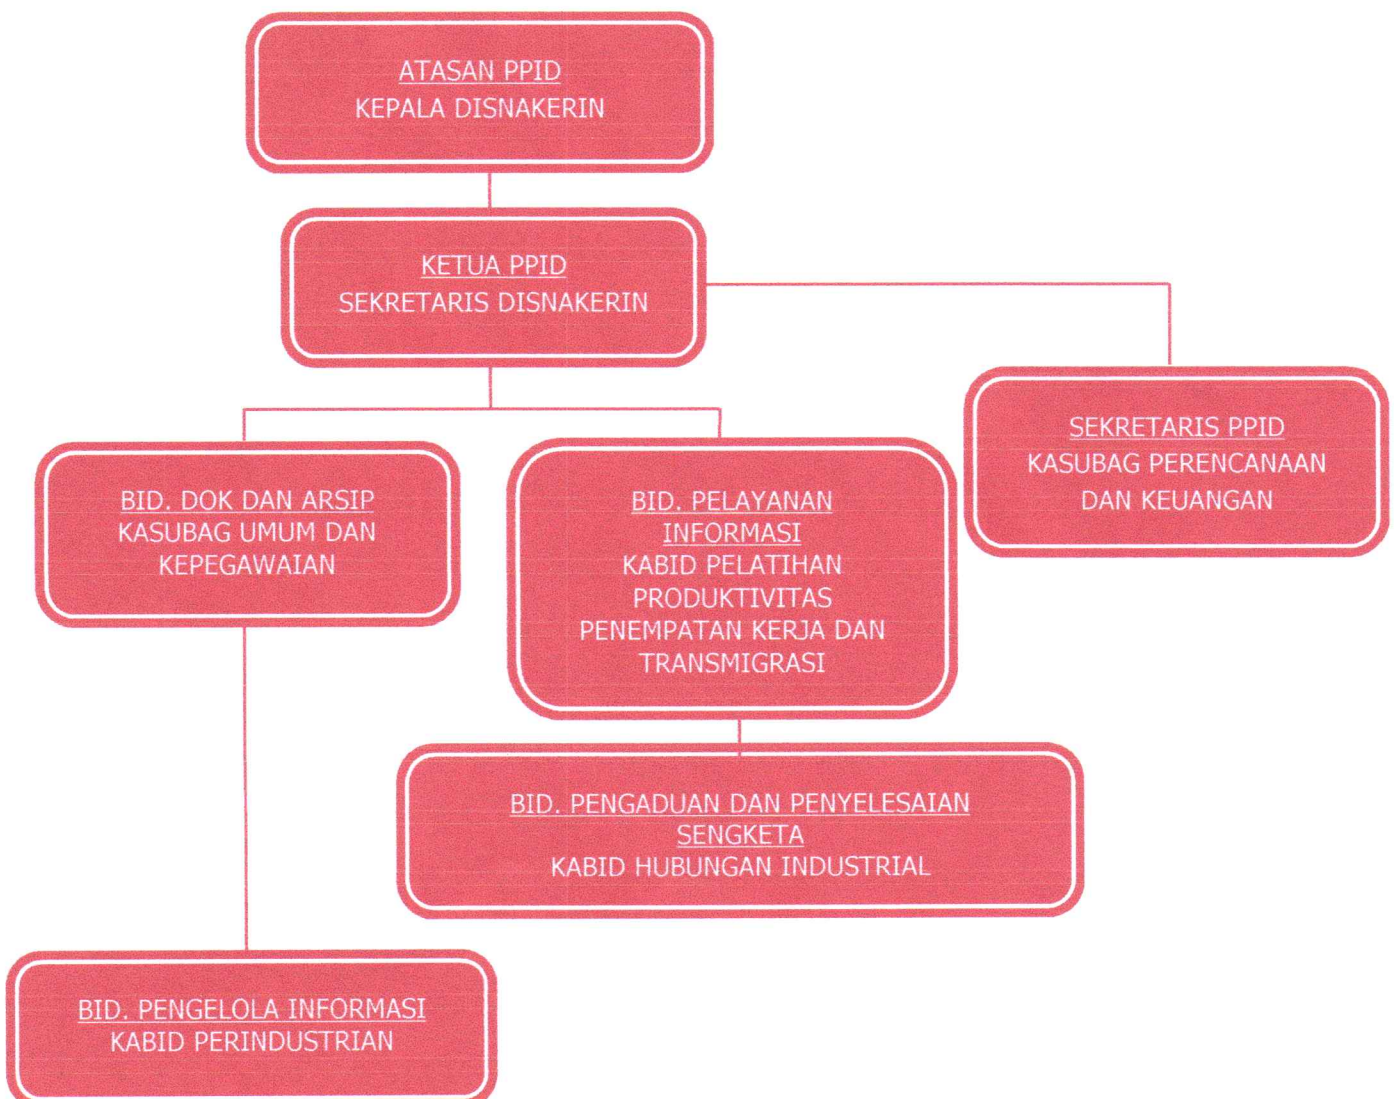 ATASAN PPID
KEPALA DISNAKERIN
KETUA PPID
SEKRETARIS DISNAKERIN
SEKRETARIS PPID
KASUBAG PERENCANAAN
DAN KEUANGAN
BID. DOK DAN ARSIP
KASUBAG UMUM DAN
KEPEGAWAIAN
BID. PELAYANAN
INFORMASI
KABID PELATIHAN
PRODUKTIVITAS
PENEMPATAN KERJA DAN
TRANSMIGRASI
BID. PENGADUAN DAN PENYELESAIAN
SENGKETA
KABID HUBUNGAN INDUSTRIAL
BID. PENGELOLA INFORMASI
KABID PERINDUSTRIAN